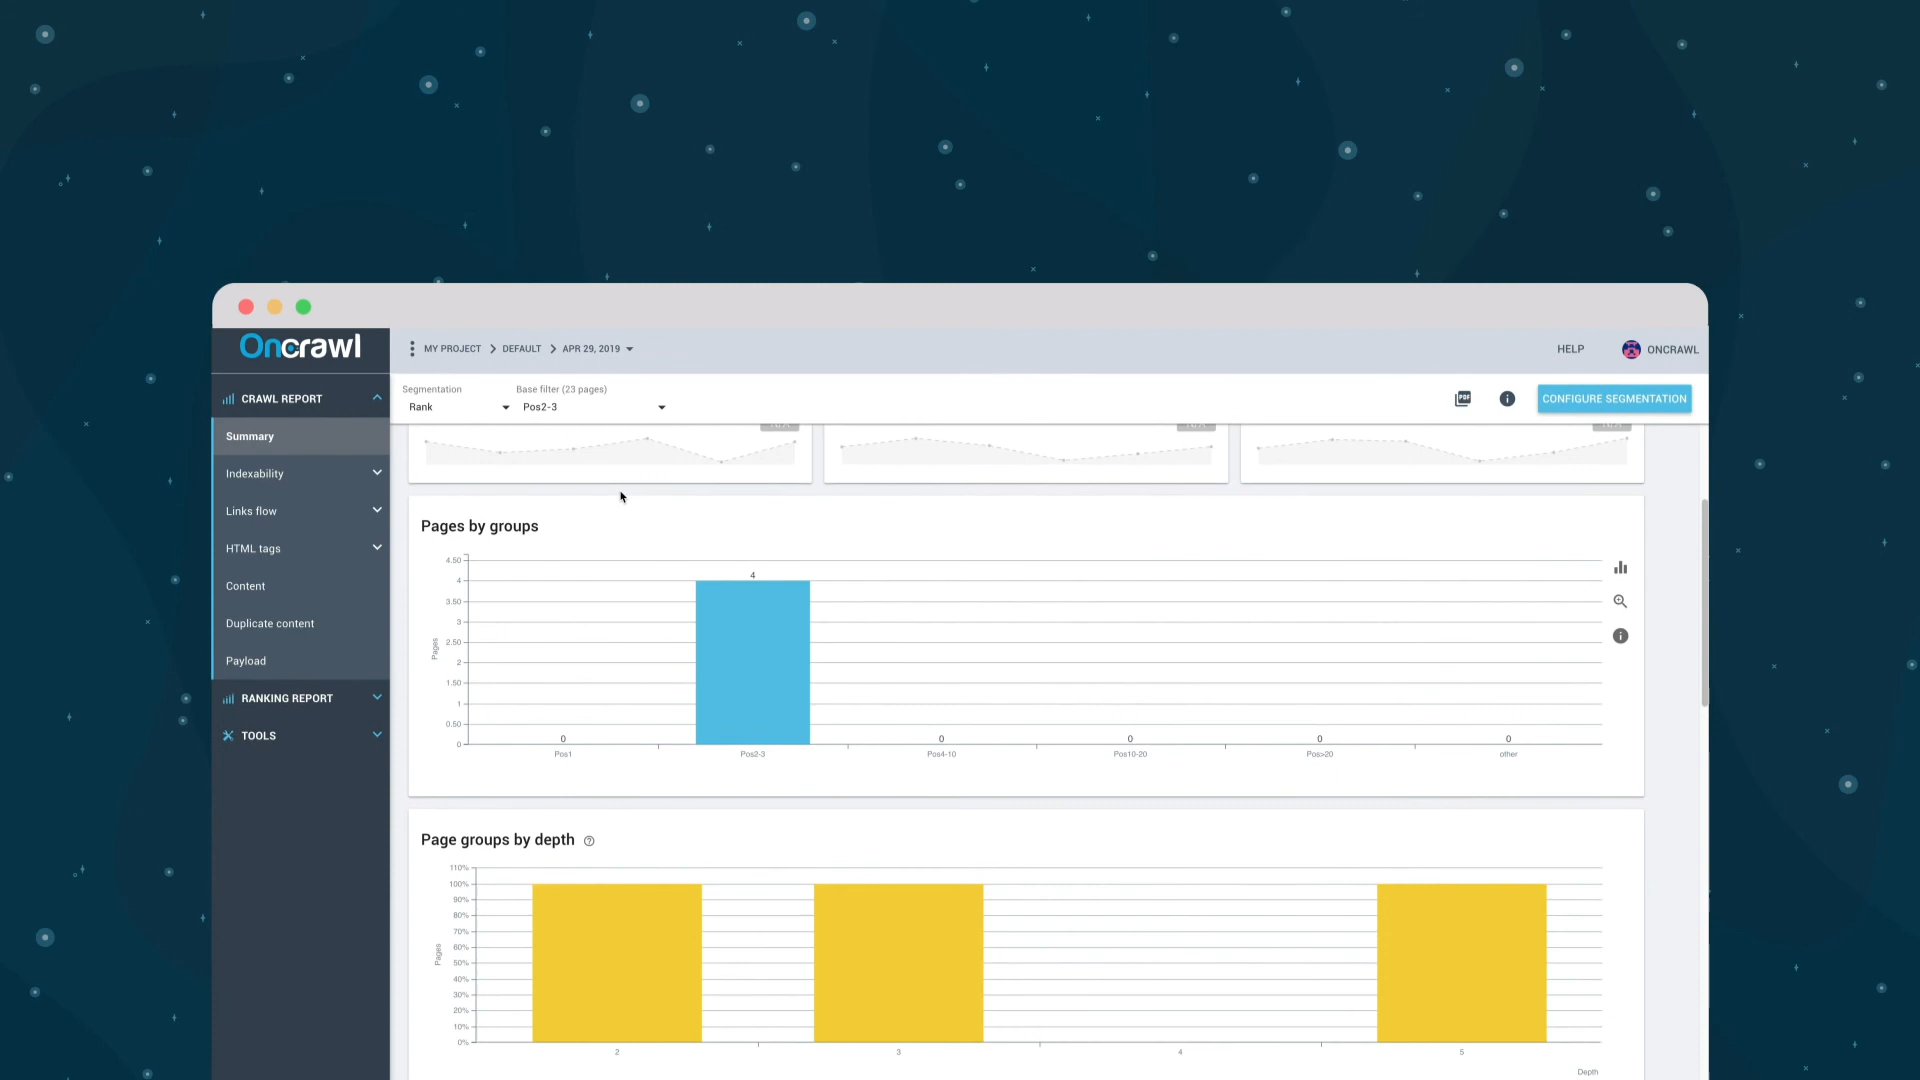 Oncrawl
MY PROJECT
DEFAULT
APR 29, 2019
HELP
ONCRAWL
CRAWL REPORT
Summary
Indexability
Links flow
HTML tags
Content
Duplicate content
Payload
RANKING REPORT
TOOLS
Segmentation
Rank
Base filter (23 pages)
Pos2-3
PDF
CONFIGURE SEGMENTATION
N/A
N/A
N/A
Pages by groups
4.50
4
3.50
3
2.50
2
1.50
1
0.50
0
Pages
0
4
0
0
0
0
Pos1
Pos2-3
Pos4-10
Pos10-20
Pos>20
other
Page groups by depth
110%
100%
90%
80%
70%
60%
50%
40%
30%
20%
10%
0%
Pages
2
3
4
5
Depth